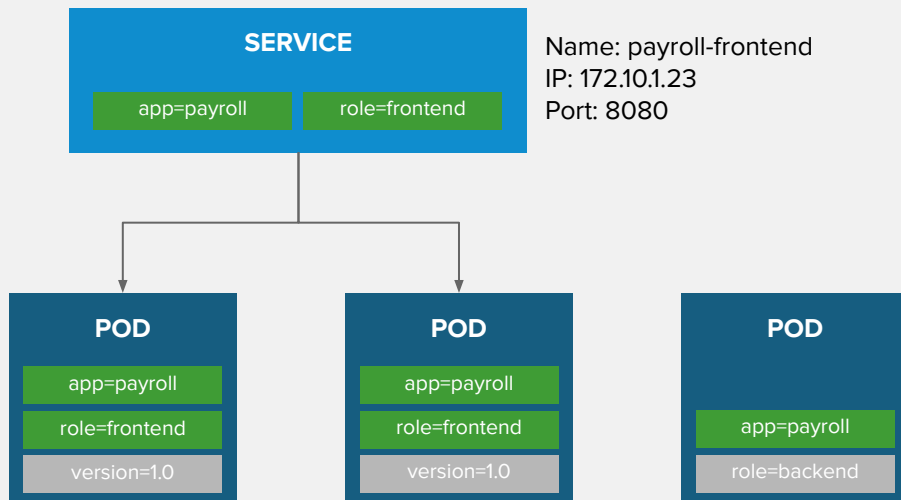 SERVICE
app=payroll
role=frontend
Name: payroll-frontend
IP: 172.10.1.23
Port: 8080
POD
app=payroll
role=frontend
version=1.0
POD
app=payroll
role=frontend
version=1.0
POD
app=payroll
role=backend